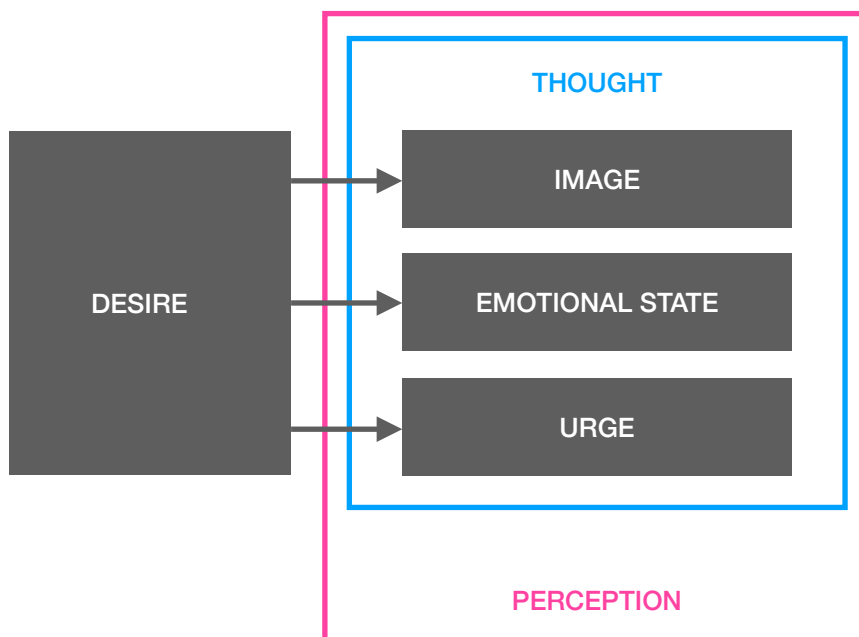 THOUGHT
IMAGE
DESIRE
EMOTIONAL STATE
URGE
PERCEPTION